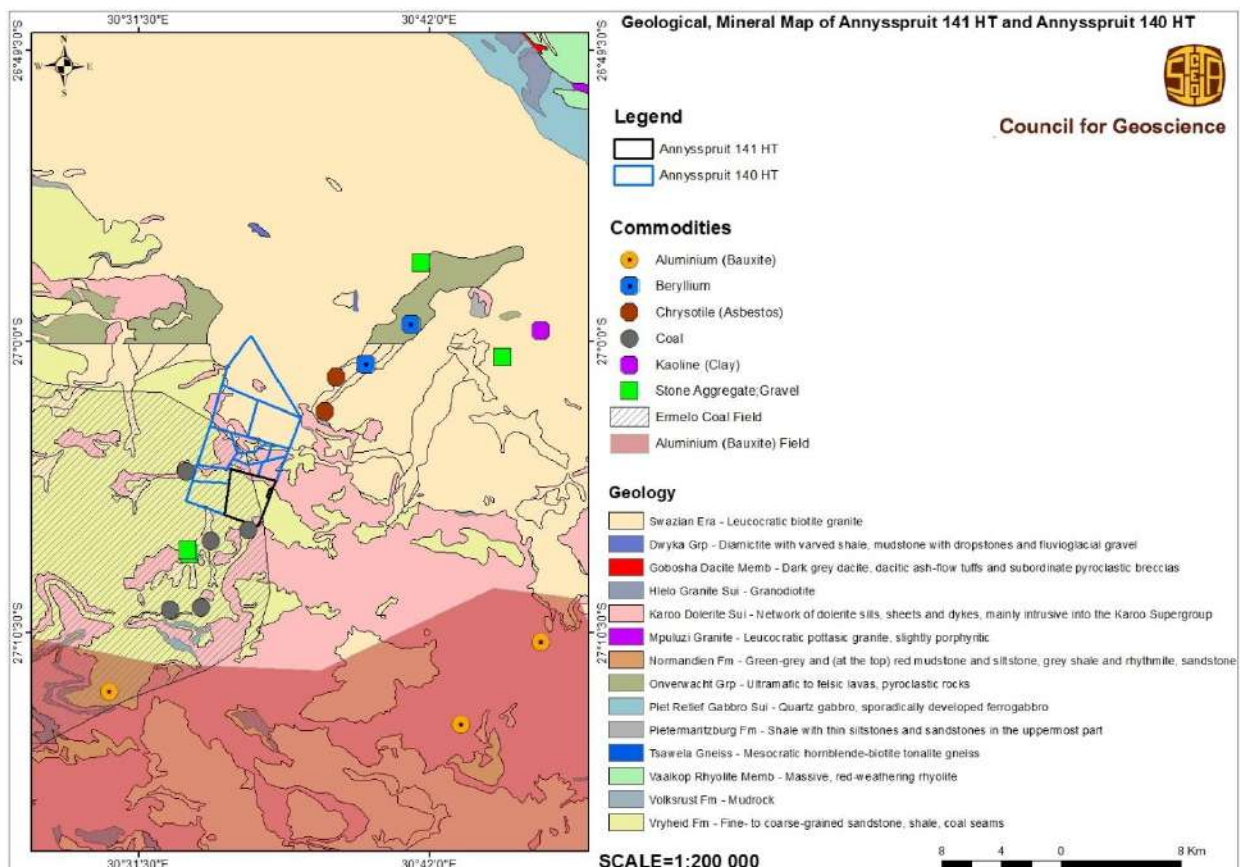 30°31'30"E
30°42'0"E
Geological, Mineral Map of Annysspruit 141 HT and Annysspruit 140 HT
26°49'30"S
26°49'30"S
N
W
E
S
Council for Geoscience
Legend
Annysspruit 141 HT
Annysspruit 140 HT
Commodities
Aluminium (Bauxite)
Beryllium
Chrysotile (Asbestos)
27°0'0"S
27°0'0"S
Coal
Kaoline (Clay)
Stone Aggregate;Gravel
Ermelo Coal Field
Aluminium (Bauxite) Field
Geology
Swazian Era - Leucocratic biotite granite
Dwyka Grp - Diamictite with varved shale, mudstone with dropstones and fluvioglacial gravel
Gobosha Dacite Memb - Dark grey dacite, dacitic ash-flow tuffs and subordinate pyroclastic breccias
Hlelo Granite Sui - Granodiotite
Karoo Dolerite Sui - Network of dolerite sills, sheets and dykes, mainly intrusive into the Karoo Supergroup
27°10'30"S
27°10'30"S
Mpuluzi Granite - Leucocratic pottasic granite, slightly porphyritic
Normandien Fm - Green-grey and (at the top) red mudstone and siltstone, grey shale and rhythmite, sandstone
Onverwacht Grp - Ultramafic to felsic lavas, pyroclastic rocks
Piet Relief Gabbro Sui - Quartz gabbro, sporadically developed ferrogabbro
Pietermaritzburg Fm - Shale with thin siltstones and sandstones in the uppermost part
Tsawela Gneiss - Mesocratic hornblende-biotite tonalite gneiss
Vaalkop Rhyolite Memb - Massive, red-weathering rhyolite
Volksrust Fm - Mudrock
Vryheid Fm - Fine- to coarse-grained sandstone, shale, coal seams
30°31'30"E
30°42'0"E
SCALE=1:200 000
8 4 0 8 Km